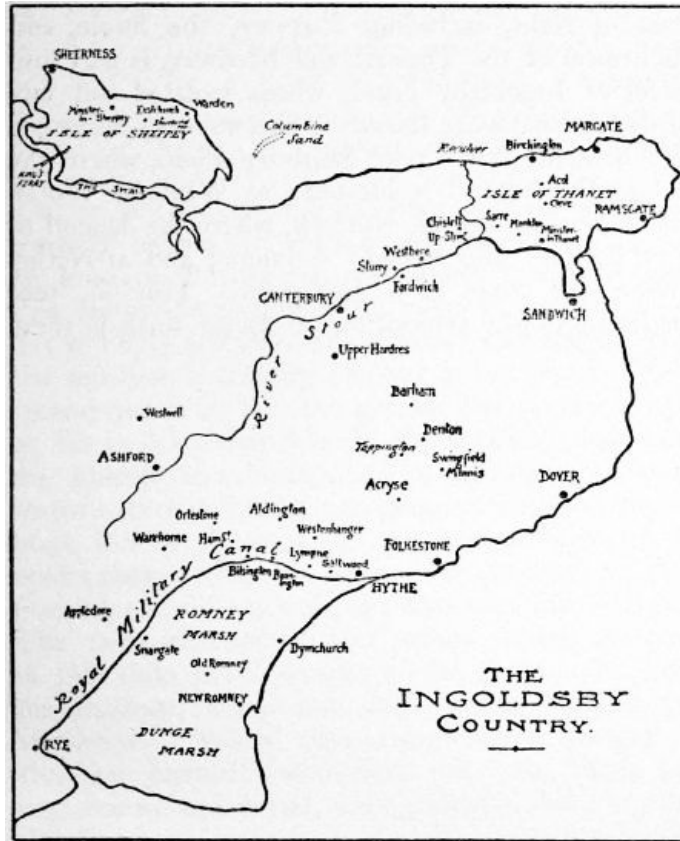 SHEERNESS
Minster-
in-Sheppey
Eastchurch
Warden
ISLE OF SHEPPEY
Columbine
Sand
KING'S
FERRY
THE SWALE
Reculver
Birchington
MARGATE
Acol
Cleve
ISLE OF THANET
RAMSGATE
Chislett
Sarre
Monkton
Minster-
in-Thanet
Up Street
Westbere
Sturry
Fordwich
CANTERBURY
SANDWICH
River Stour
Upper Hardres
Barham
Westwell
Denton
Tappington
Swingfield
Minnis
ASHFORD
Acryse
DOVER
Orlestone
Aldington
Warehorne
Ham St
Westenhanger
Royal Military Canal
Lympne
Saltwood
FOLKESTONE
Bilsington
Bonn-
ington
HYTHE
Appledore
ROMNEY
MARSH
Snargate
Dymchurch
Old Romney
NEW ROMNEY
RYE
DUNGE
MARSH
THE
INGOLDSBY
COUNTRY.